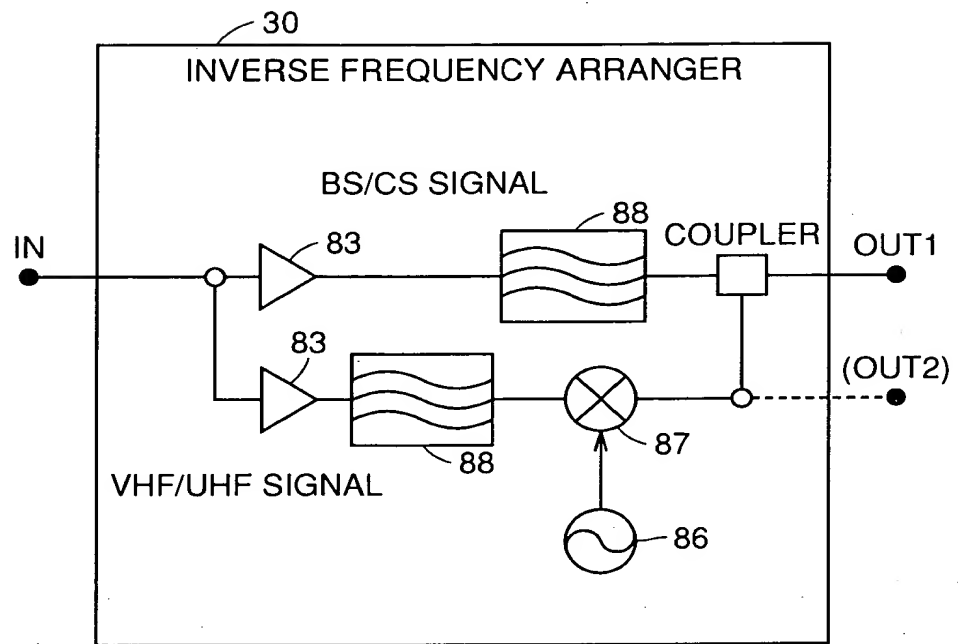 30
INVERSE FREQUENCY ARRANGER
BS/CS SIGNAL
88
83
COUPLER
IN
OUT1
83
(OUT2)
88
87
VHF/UHF SIGNAL
86